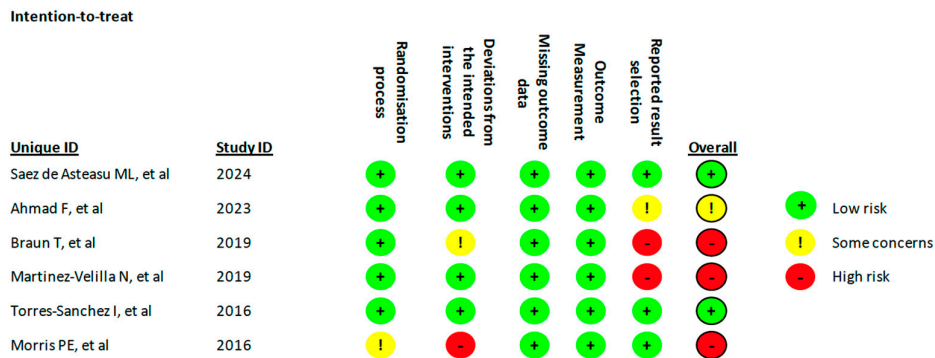 Intention-to-treat
Randomisation
process
Deviations from
the intended
interventions
Missing outcome
data
Outcome
Measurement
Reported result
selection
Unique ID Study ID Overall
Saez de Asteasu ML, et al 2024 + + + + + +
Ahmad F, et al 2023 + + + + ! !
Braun T, et al 2019 + ! + + - -
Martinez-Velilla N, et al 2019 + + + + - -
Torres-Sanchez I, et al 2016 + + + + + +
Morris PE, et al 2016 ! - + + + -
+ Low risk
! Some concerns
- High risk